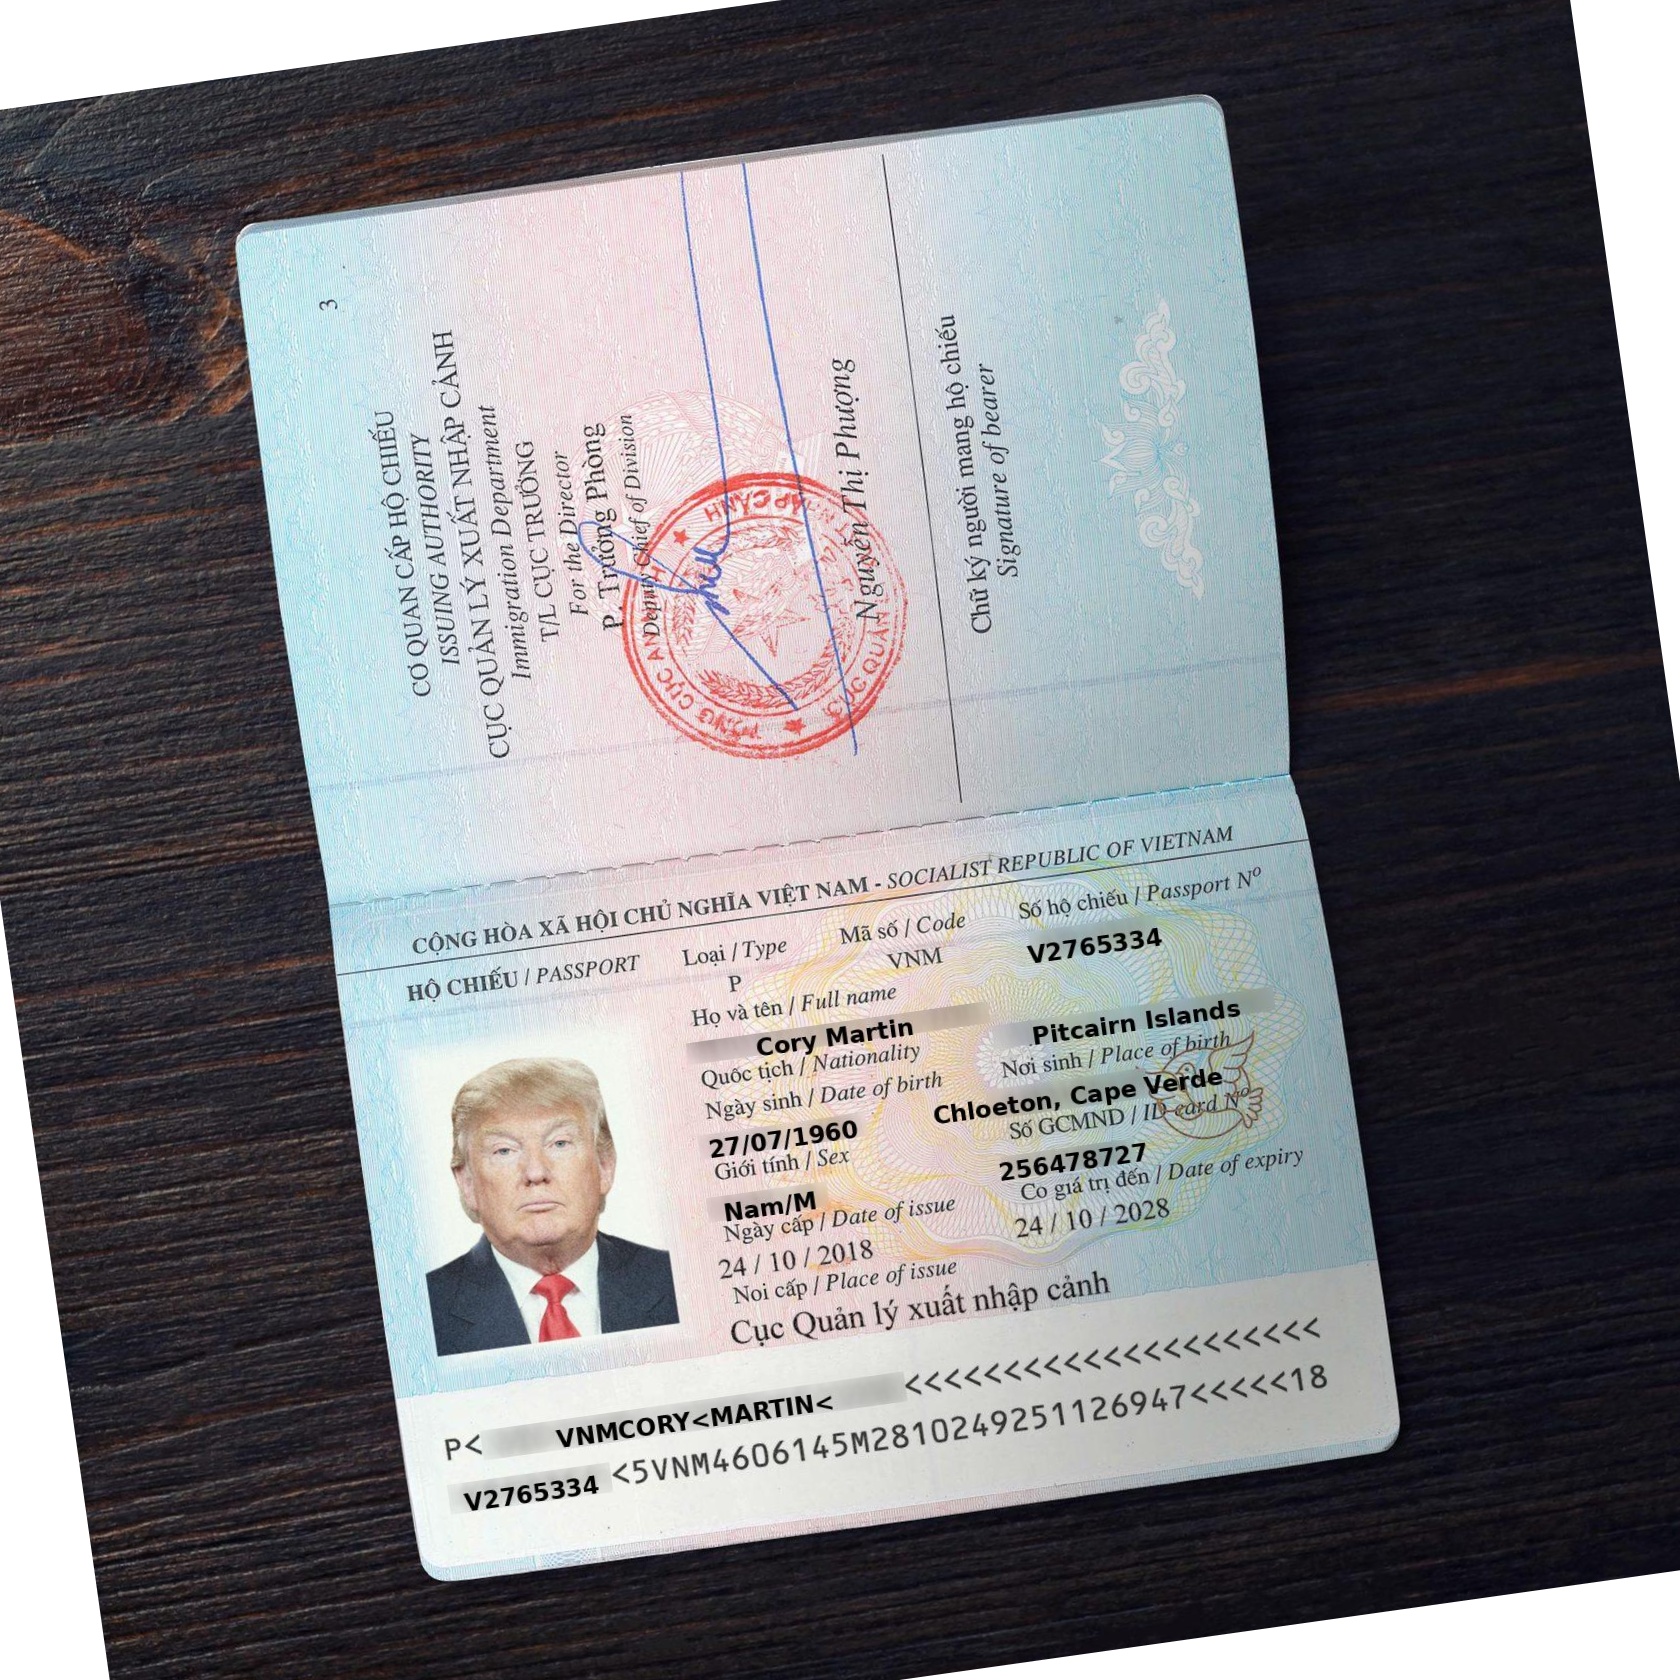 3
CƠ QUAN CẤP HỘ CHIẾU
ISSUING AUTHORITY
CỤC QUẢN LÝ XUẤT NHẬP CẢNH
Immigration Department
T/L CỤC TRƯỞNG
For the Director
P. Trưởng Phòng
Deputy Chief of Division
Nguyễn Thị Phượng
Chữ ký người mang hộ chiếu
Signature of bearer
CỘNG HÒA XÃ HỘI CHỦ NGHĨA VIỆT NAM - SOCIALIST REPUBLIC OF VIETNAM
HỘ CHIẾU / PASSPORT
Loại / Type
Mã số / Code
Số hộ chiếu / Passport Nº
P
VNM
V2765334
Họ và tên / Full name
Cory Martin
Quốc tịch / Nationality
Pitcairn Islands
Nơi sinh / Place of birth
Ngày sinh / Date of birth
Chloeton, Cape Verde
27/07/1960
Số GCMND / ID card Nº
Giới tính / Sex
256478727
Nam/M
Có giá trị đến / Date of expiry
Ngày cấp / Date of issue
24 / 10 / 2028
24 / 10 / 2018
Noi cấp / Place of issue
Cục Quản lý xuất nhập cảnh
P< VNMCORY<MARTIN< <<<<<<<<<<<<<<<<<<<<
V2765334 <5VNM4606145M2810249251126947<<<<<18